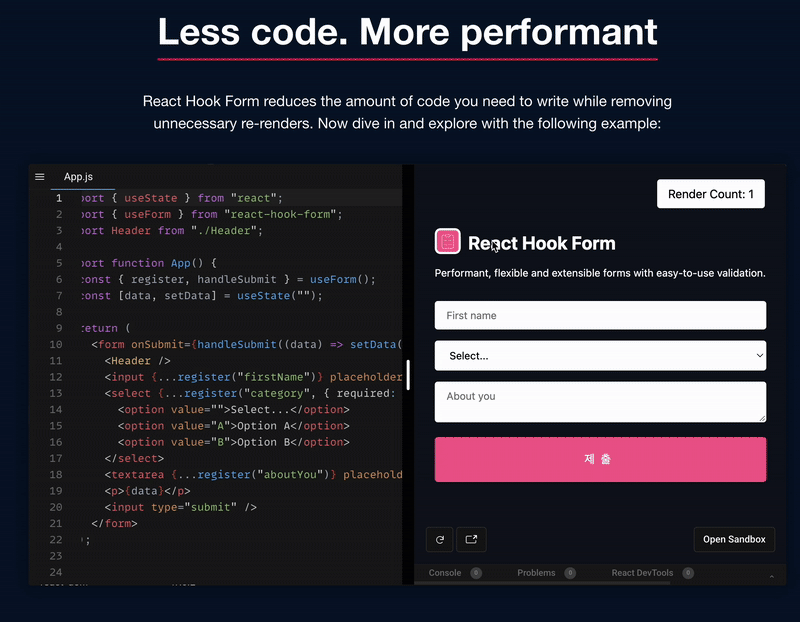 Less code. More performant
React Hook Form reduces the amount of code you need to write while removing
unnecessary re-renders. Now dive in and explore with the following example:
App.js
1 port { useState } from "react";
2 port { useForm } from "react-hook-form";
3 port Header from "./Header";
4
5 port function App() {
6 const { register, handleSubmit } = useForm();
7 const [data, setData] = useState("");
8
9 return (
10 <form onSubmit={handleSubmit((data) => setData(
11 <Header />
12 <input {...register("firstName")} placeholder
13 <select {...register("category", { required:
14 <option value="">Select...</option>
15 <option value="A">Option A</option>
16 <option value="B">Option B</option>
17 </select>
18 <textarea {...register("aboutYou")} placehold
19 <p>{data}</p>
20 <input type="submit" />
21 </form>
22 );
23
24
Render Count: 1
React Hook Form
Performant, flexible and extensible forms with easy-to-use validation.
First name
Select...
About you
제 출
Open Sandbox
Console 0 Problems 0 React DevTools 0